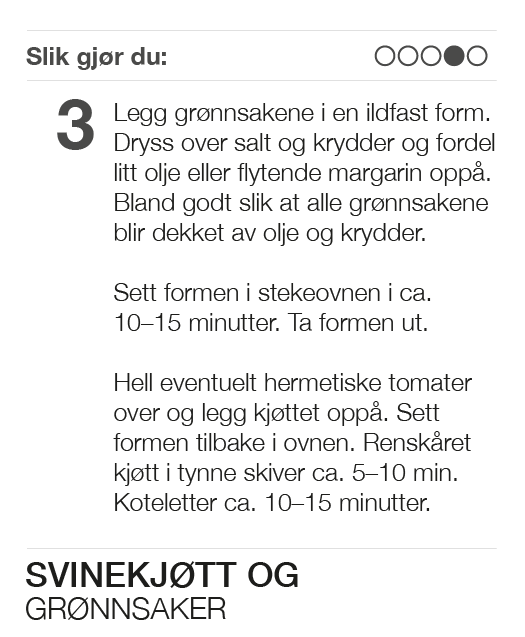 Slik gjør du:
3 Legg grønnsakene i en ildfast form.
Dryss over salt og krydder og fordel
litt olje eller flytende margarin oppå.
Bland godt slik at alle grønnsakene
blir dekket av olje og krydder.
Sett formen i stekeovnen i ca.
10–15 minutter. Ta formen ut.
Hell eventuelt hermetiske tomater
over og legg kjøttet oppå. Sett
formen tilbake i ovnen. Renskåret
kjøtt i tynne skiver ca. 5–10 min.
Koteletter ca. 10–15 minutter.
SVINEKJØTT OG
GRØNNSAKER